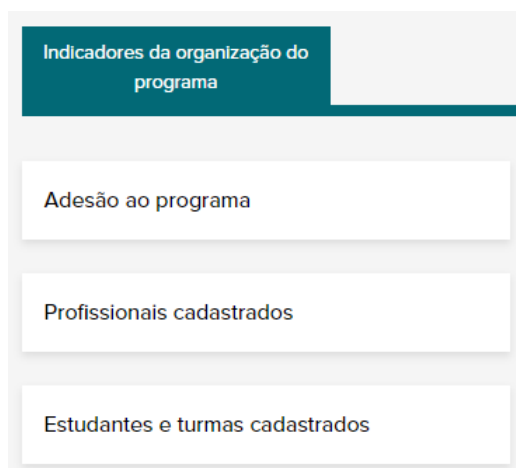 Indicadores da organização do
programa
Adesão ao programa
Profissionais cadastrados
Estudantes e turmas cadastrados